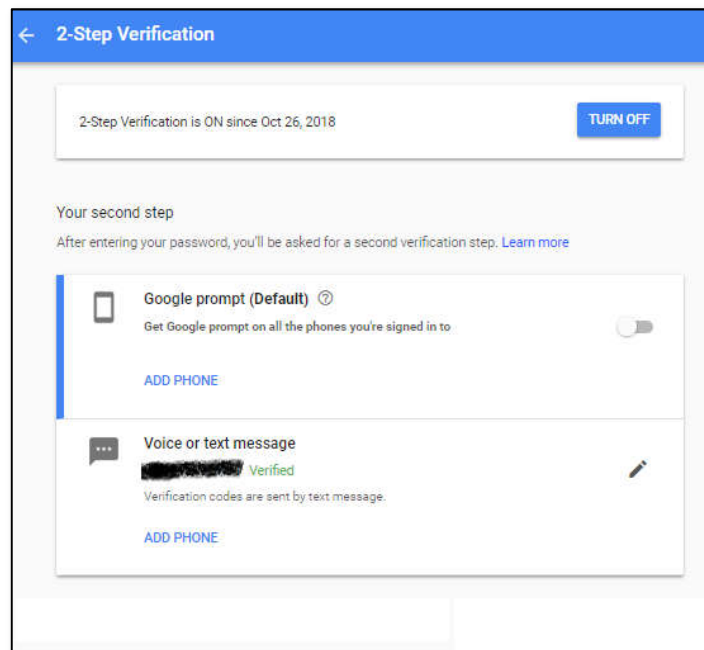 2-Step Verification
2-Step Verification is ON since Oct 26, 2018
TURN OFF
Your second step
After entering your password, you'll be asked for a second verification step. Learn more
Google prompt (Default)
Get Google prompt on all the phones you're signed in to
ADD PHONE
Voice or text message
Verified
Verification codes are sent by text message.
ADD PHONE